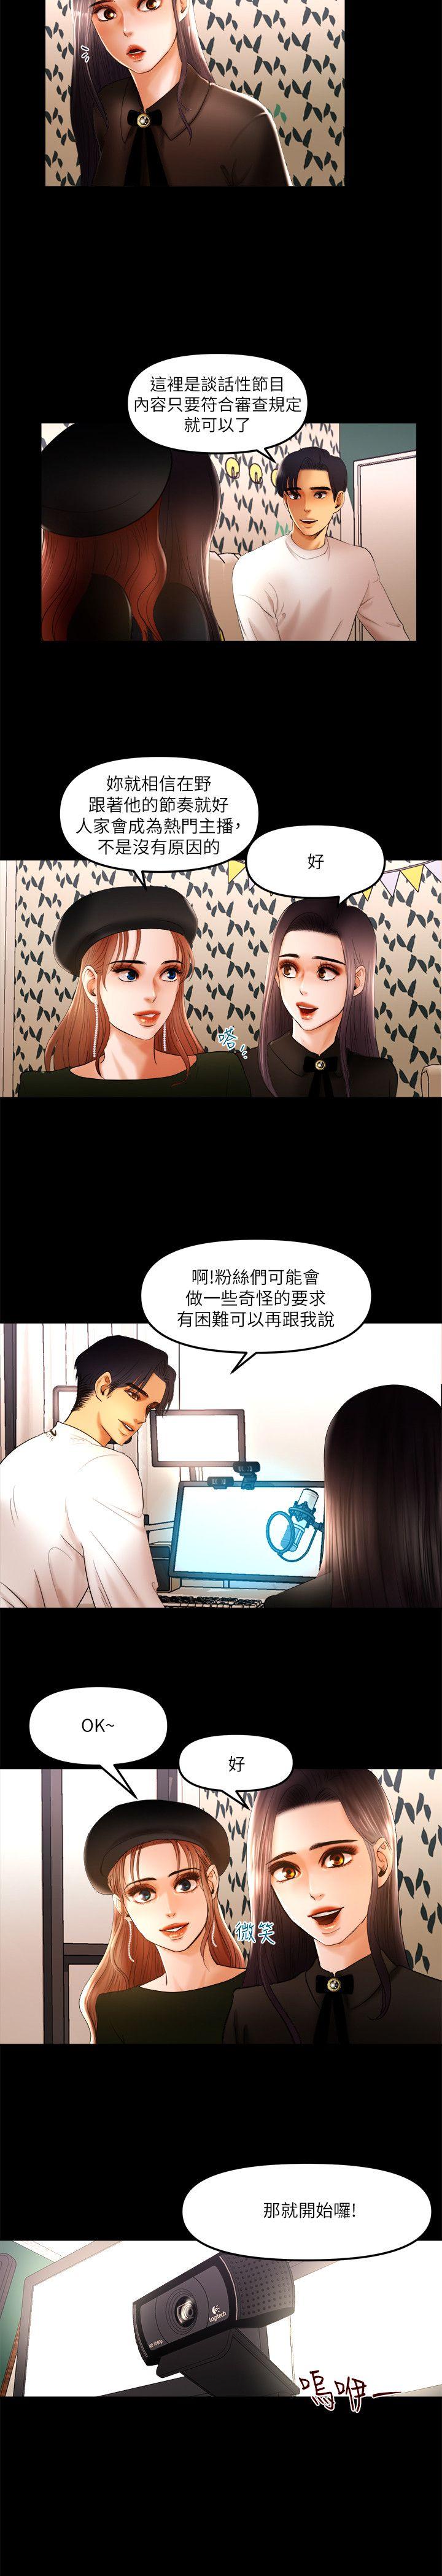 這裡是談話性節目
內容只要符合審查規定
就可以了
妳就相信在野
跟著他的節奏就好
人家會成為熱門主播,
不是沒有原因的
好
嗒
啊!粉絲們可能會
做一些奇怪的要求
有困難可以再跟我說
OK~
好
微笑
那就開始囉!
logitech
嗚咿—